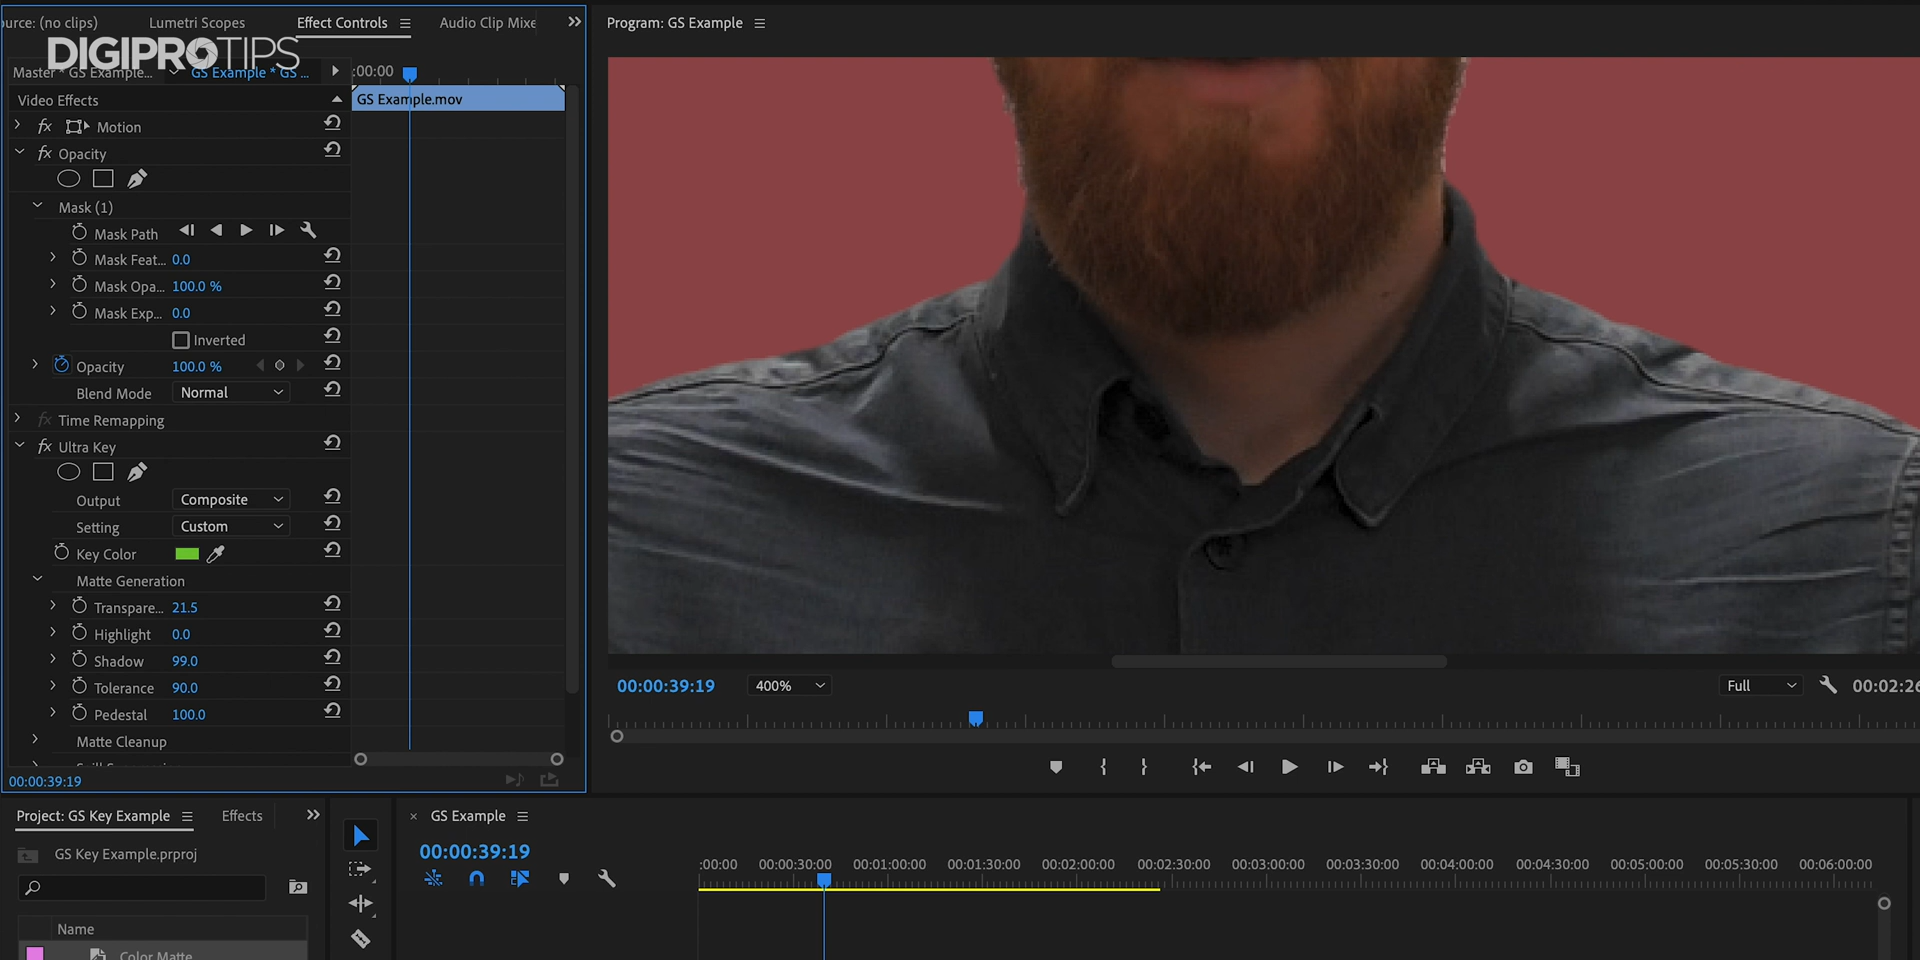 ource: (no clips)
Lumetri Scopes
Effect Controls
Audio Clip Mixe
DIGIPROTIPS
Master * GS Example...
GS Example * GS ...
:00:00
Video Effects
GS Example.mov
fx Motion
fx Opacity
Mask (1)
Mask Path
Mask Feat... 0.0
Mask Opa... 100.0 %
Mask Exp... 0.0
Inverted
Opacity 100.0 %
Blend Mode Normal
fx Time Remapping
fx Ultra Key
Output Composite
Setting Custom
Key Color
Matte Generation
Transpare... 21.5
Highlight 0.0
Shadow 99.0
Tolerance 90.0
Pedestal 100.0
Matte Cleanup
00:00:39:19
Program: GS Example
00:00:39:19
400%
Full
00:02:26
Project: GS Key Example
Effects
GS Key Example.prproj
Name
Color Matte
GS Example
00:00:39:19
:00:00 00:00:30:00 00:01:00:00 00:01:30:00 00:02:00:00 00:02:30:00 00:03:00:00 00:03:30:00 00:04:00:00 00:04:30:00 00:05:00:00 00:05:30:00 00:06:00:00